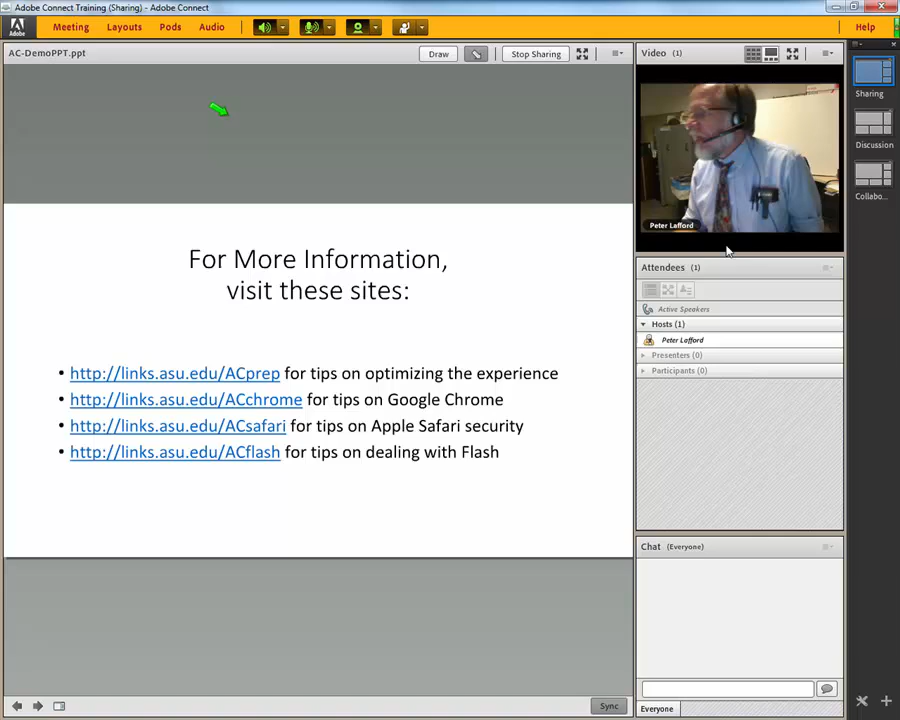 Adobe Connect Training (Sharing) - Adobe Connect
Adobe
Meeting
Layouts
Pods
Audio
Help
AC-DemoPPT.ppt
Draw
Stop Sharing
Video (1)
Sharing
Discussion
Collabo...
Peter Lafford
For More Information,
visit these sites:
• http://links.asu.edu/ACprep for tips on optimizing the experience
• http://links.asu.edu/ACchrome for tips on Google Chrome
• http://links.asu.edu/ACsafari for tips on Apple Safari security
• http://links.asu.edu/ACflash for tips on dealing with Flash
Attendees (1)
Active Speakers
Hosts (1)
Peter Lafford
Presenters (0)
Participants (0)
Chat (Everyone)
Everyone
Sync